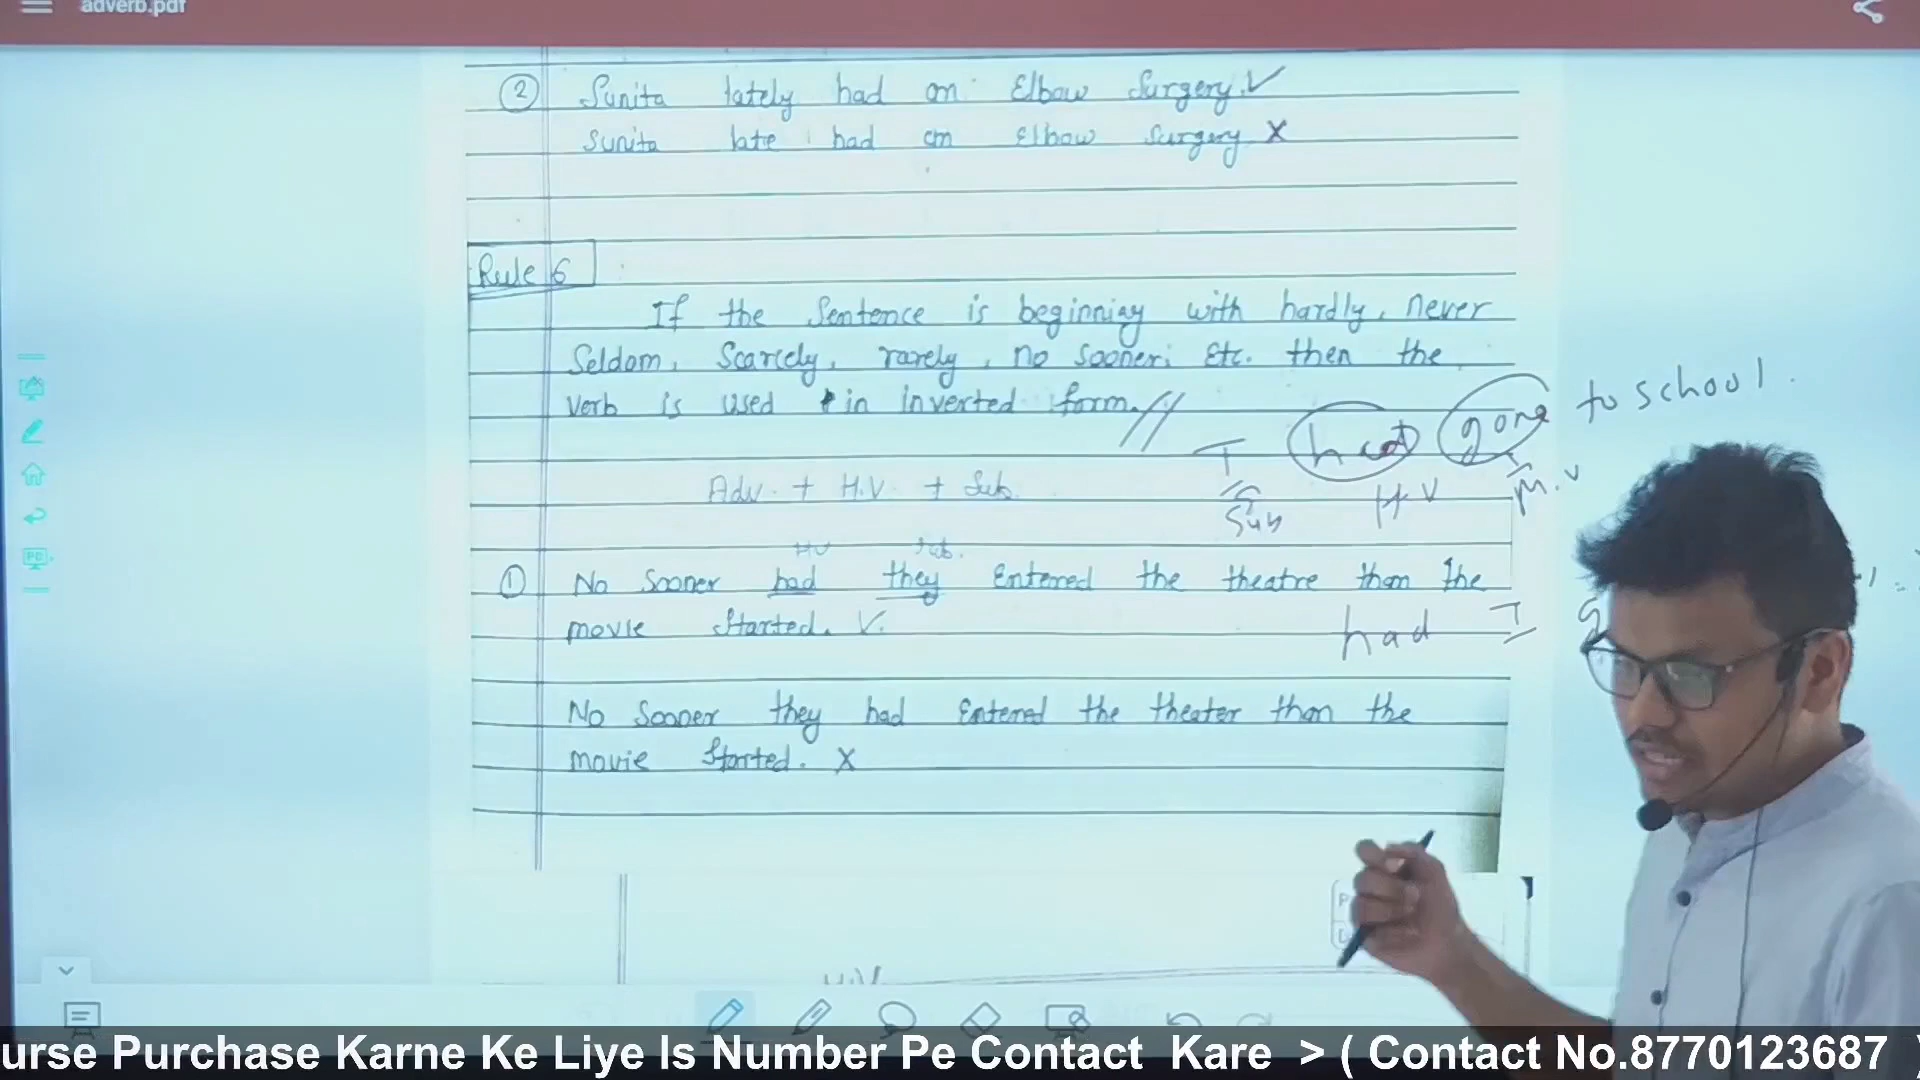 adverb.pdf
② Sunita lately had an Elbow Surgery. ✓
Sunita late had an Elbow Surgery X
Rule 6
If the Sentence is beginning with hardly, never
Seldom, Scarcely, rarely, no sooner, Etc. then the
Verb is used in inverted form. //
Adv. + H.V. + Sub.
I had gone to school.
Sub H.V M.V
HV Sub.
① No Sooner had they Entered the theatre than the
movie Started. ✓.
had I
No Sooner they had Entered the theater than the
movie Started. X
H.V
urse Purchase Karne Ke Liye Is Number Pe Contact Kare > ( Contact No.8770123687 )